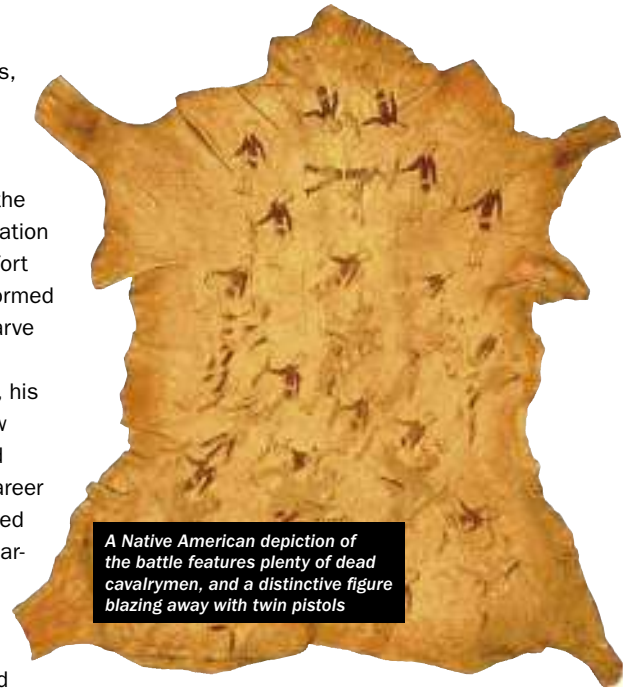 s,
the
ation
ort
ormed
arve
, his
w
d
areer
ed
ar-
d
A Native American depiction of
the battle features plenty of dead
cavalrymen, and a distinctive figure
blazing away with twin pistols